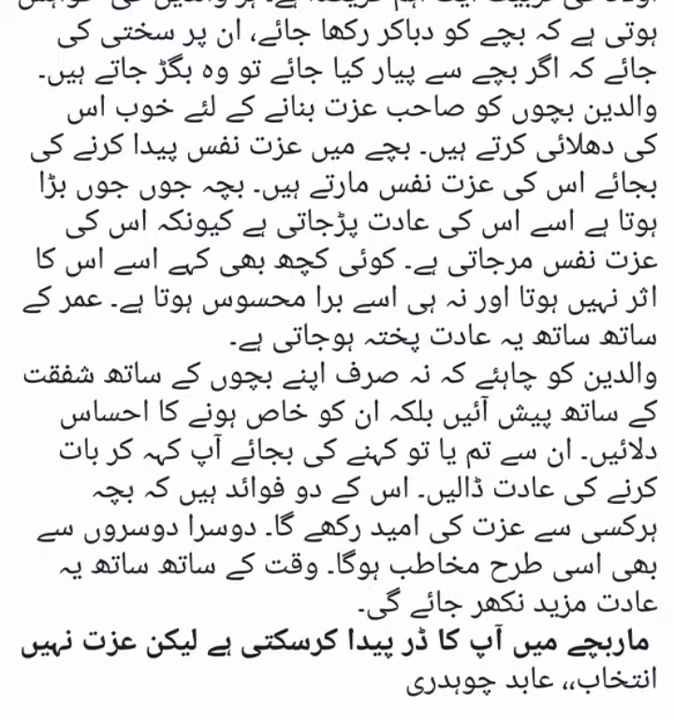 ہوتی ہے کہ بچے کو دباکر رکھا جائے، ان پر سختی کی
جائے کہ اگر بچے سے پیار کیا جائے تو وہ بگڑ جاتے ہیں۔
والدین بچوں کو صاحب عزت بنانے کے لئے خوب اس
کی دھلائی کرتے ہیں۔ بچے میں عزت نفس پیدا کرنے کی
بجائے اس کی عزت نفس مارتے ہیں۔ بچہ جوں جوں بڑا
ہوتا ہے اسے اس کی عادت پڑجاتی ہے کیونکہ اس کی
عزت نفس مرجاتی ہے۔ کوئی کچھ بھی کہے اسے اس کا
اثر نہیں ہوتا اور نہ ہی اسے برا محسوس ہوتا ہے۔ عمر کے
ساتھ ساتھ یہ عادت پختہ ہوجاتی ہے۔
والدین کو چاہئے کہ نہ صرف اپنے بچوں کے ساتھ شفقت
کے ساتھ پیش آئیں بلکہ ان کو خاص ہونے کا احساس
دلائیں۔ ان سے تم یا تو کہنے کی بجائے آپ کہہ کر بات
کرنے کی عادت ڈالیں۔ اس کے دو فوائد ہیں کہ بچہ
ہرکسی سے عزت کی امید رکھے گا۔ دوسرا دوسروں سے
بھی اسی طرح مخاطب ہوگا۔ وقت کے ساتھ ساتھ یہ
عادت مزید نکھر جائے گی۔
ماربچے میں آپ کا ڈر پیدا کرسکتی ہے لیکن عزت نہیں
انتخاب،، عابد چوہدری